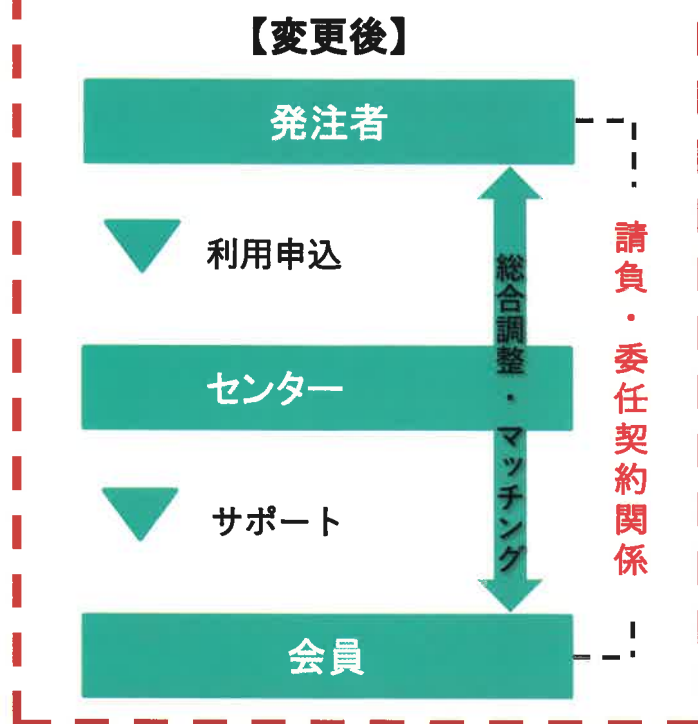 【変更後】
発注者
利用申込
センター
サポート
会員
総合調整・マッチング
請負・委任契約関係